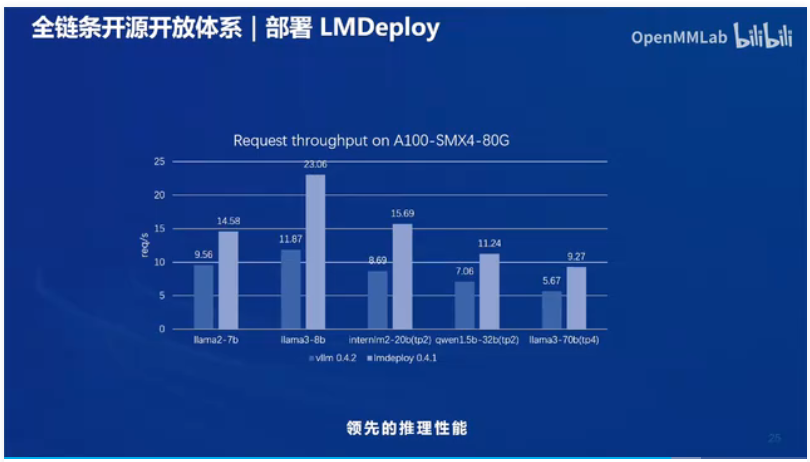 全链条开源开放体系｜部署 LMDeploy
OpenMMLab bilibili
Request throughput on A100-SMX4-80G
25
23.06
20
15.69
14.58
15
11.87
11.24
req/s
9.56
9.27
10
8.69
7.06
5.67
5
0
llama2-7b llama3-8b internlm2-20b(tp2) qwen1.5b-32b(tp2) llama3-70b(tp4)
vllm 0.4.2 lmdeploy 0.4.1
领先的推理性能
25